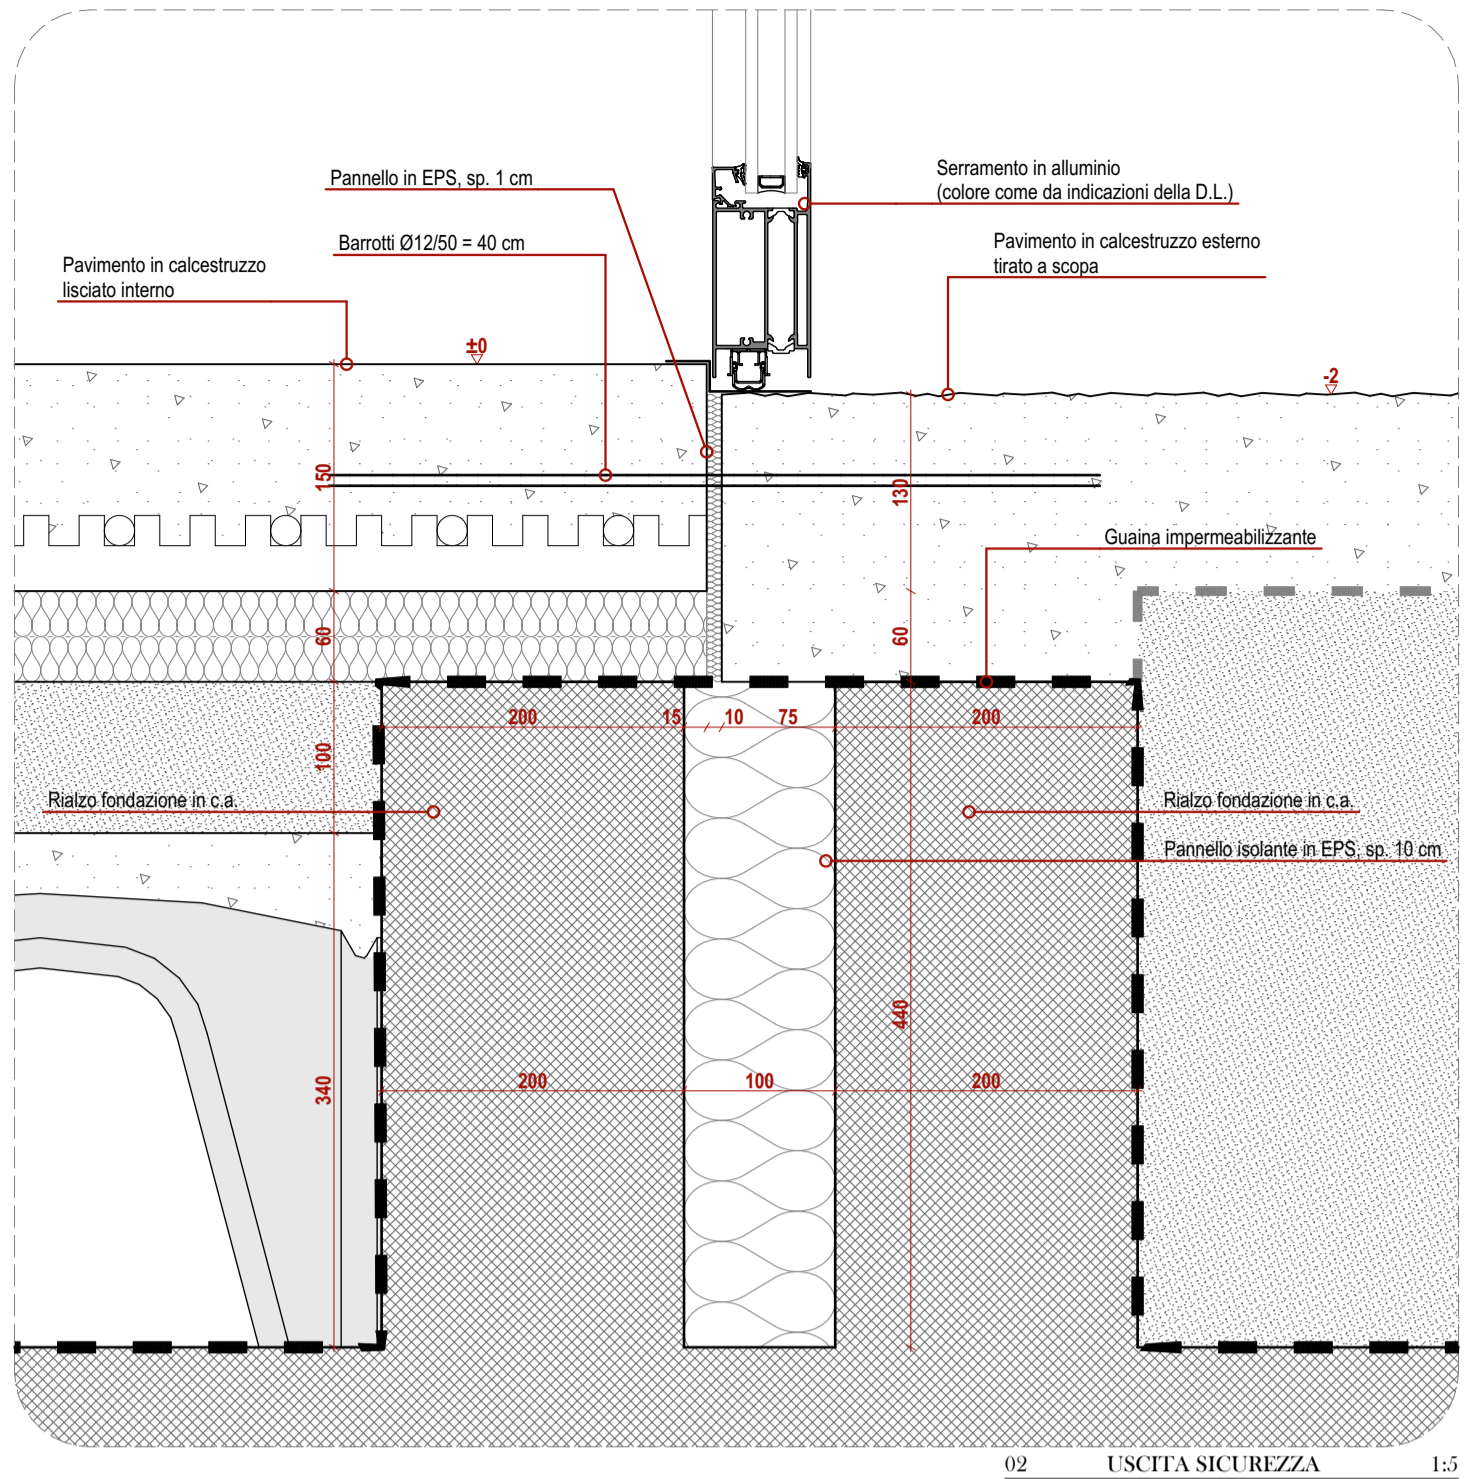 Pannello in EPS, sp. 1 cm
Serramento in alluminio
(colore come da indicazioni della D.L.)
Barrotti Ø12/50 = 40 cm
Pavimento in calcestruzzo esterno
tirato a scopa
Pavimento in calcestruzzo
lisciato interno
±0
-2
150
130
Guaina impermeabilizzante
60
60
200
15
10
75
200
100
Rialzo fondazione in c.a.
Rialzo fondazione in c.a.
Pannello isolante in EPS, sp. 10 cm
440
340
200
100
200
02 USCITA SICUREZZA 1:5